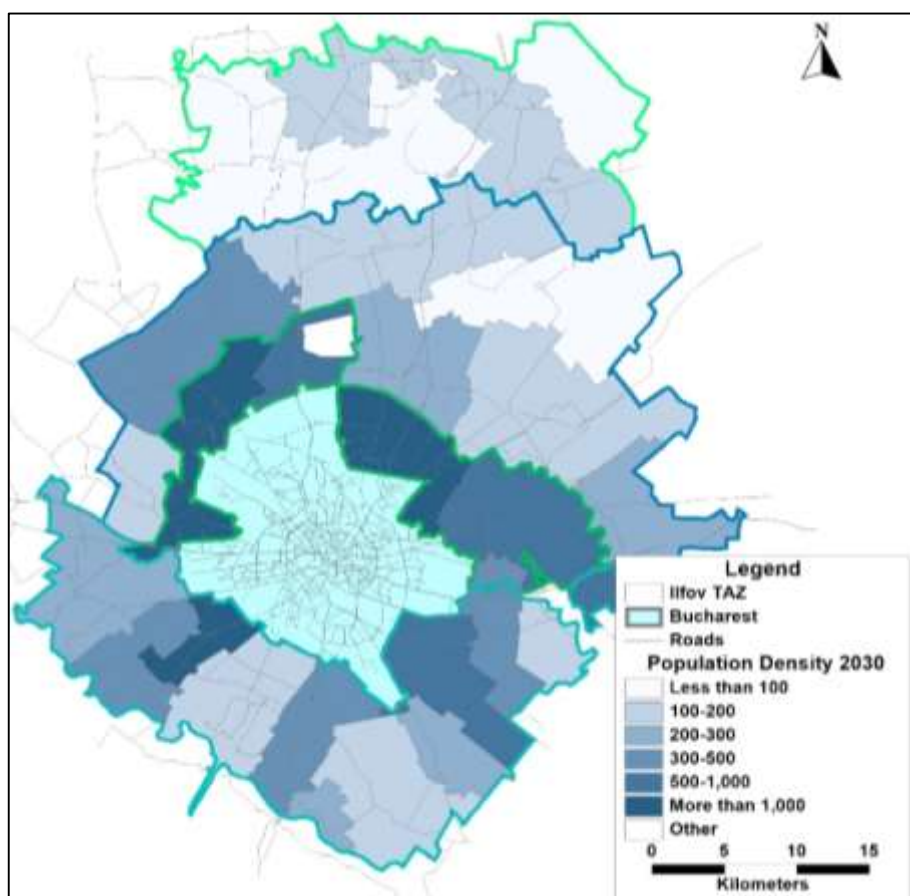 N
Legend
Ilfov TAZ
Bucharest
Roads
Population Density 2030
Less than 100
100-200
200-300
300-500
500-1,000
More than 1,000
Other
0 5 10 15
Kilometers